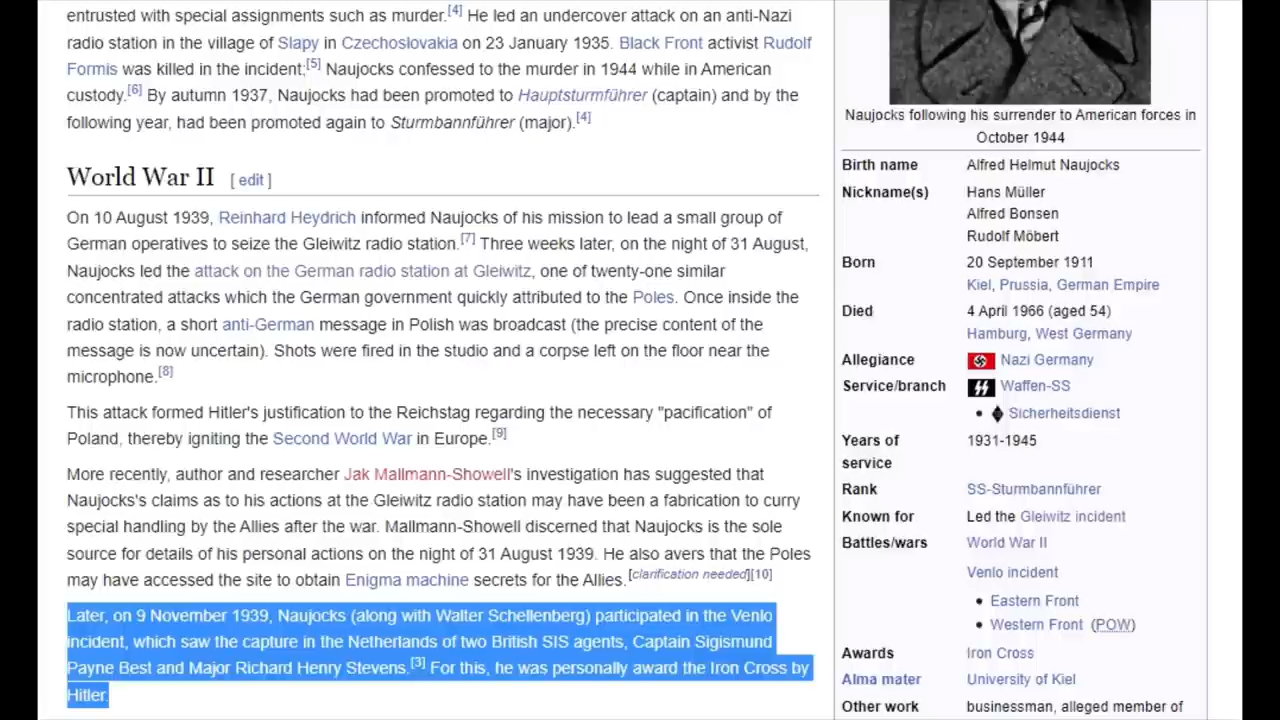 entrusted with special assignments such as murder.[4] He led an undercover attack on an anti-Nazi
radio station in the village of Slapy in Czechoslovakia on 23 January 1935. Black Front activist Rudolf
Formis was killed in the incident;[5] Naujocks confessed to the murder in 1944 while in American
custody.[6] By autumn 1937, Naujocks had been promoted to Hauptsturmführer (captain) and by the
following year, had been promoted again to Sturmbannführer (major).[4]
World War II [ edit ]
On 10 August 1939, Reinhard Heydrich informed Naujocks of his mission to lead a small group of
German operatives to seize the Gleiwitz radio station.[7] Three weeks later, on the night of 31 August,
Naujocks led the attack on the German radio station at Gleiwitz, one of twenty-one similar
concentrated attacks which the German government quickly attributed to the Poles. Once inside the
radio station, a short anti-German message in Polish was broadcast (the precise content of the
message is now uncertain). Shots were fired in the studio and a corpse left on the floor near the
microphone.[8]
This attack formed Hitler's justification to the Reichstag regarding the necessary "pacification" of
Poland, thereby igniting the Second World War in Europe.[9]
More recently, author and researcher Jak Mallmann-Showell's investigation has suggested that
Naujocks's claims as to his actions at the Gleiwitz radio station may have been a fabrication to curry
special handling by the Allies after the war. Mallmann-Showell discerned that Naujocks is the sole
source for details of his personal actions on the night of 31 August 1939. He also avers that the Poles
may have accessed the site to obtain Enigma machine secrets for the Allies.[clarification needed][10]
Later, on 9 November 1939, Naujocks (along with Walter Schellenberg) participated in the Venlo
incident, which saw the capture in the Netherlands of two British SIS agents, Captain Sigismund
Payne Best and Major Richard Henry Stevens.[3] For this, he was personally award the Iron Cross by
Hitler.
Naujocks following his surrender to American forces in
October 1944
Birth name Alfred Helmut Naujocks
Nickname(s) Hans Müller
Alfred Bonsen
Rudolf Möbert
Born 20 September 1911
Kiel, Prussia, German Empire
Died 4 April 1966 (aged 54)
Hamburg, West Germany
Allegiance Nazi Germany
Service/branch Waffen-SS
• Sicherheitsdienst
Years of 1931-1945
service
Rank SS-Sturmbannführer
Known for Led the Gleiwitz incident
Battles/wars World War II
Venlo incident
• Eastern Front
• Western Front (POW)
Awards Iron Cross
Alma mater University of Kiel
Other work businessman, alleged member of